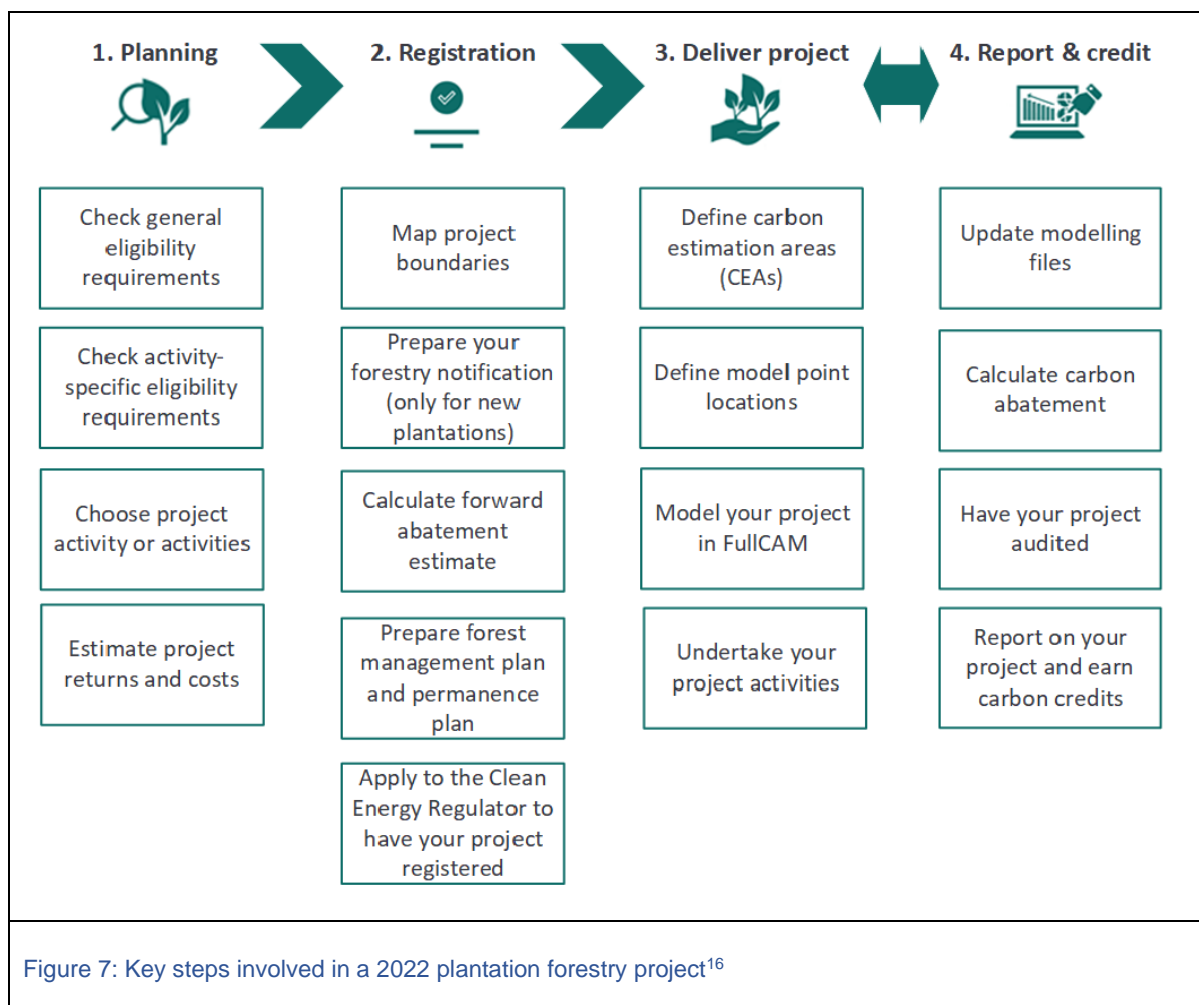 1. Planning
2. Registration
3. Deliver project
4. Report & credit
Check general
eligibility
requirements
Check activity-
specific eligibility
requirements
Choose project
activity or activities
Estimate project
returns and costs
Map project
boundaries
Prepare your
forestry notification
(only for new
plantations)
Calculate forward
abatement
estimate
Prepare forest
management plan
and permanence
plan
Apply to the Clean
Energy Regulator to
have your project
registered
Define carbon
estimation areas
(CEAs)
Define model point
locations
Model your project
in FullCAM
Undertake your
project activities
Update modelling
files
Calculate carbon
abatement
Have your project
audited
Report on your
project and earn
carbon credits
Figure 7: Key steps involved in a 2022 plantation forestry project16